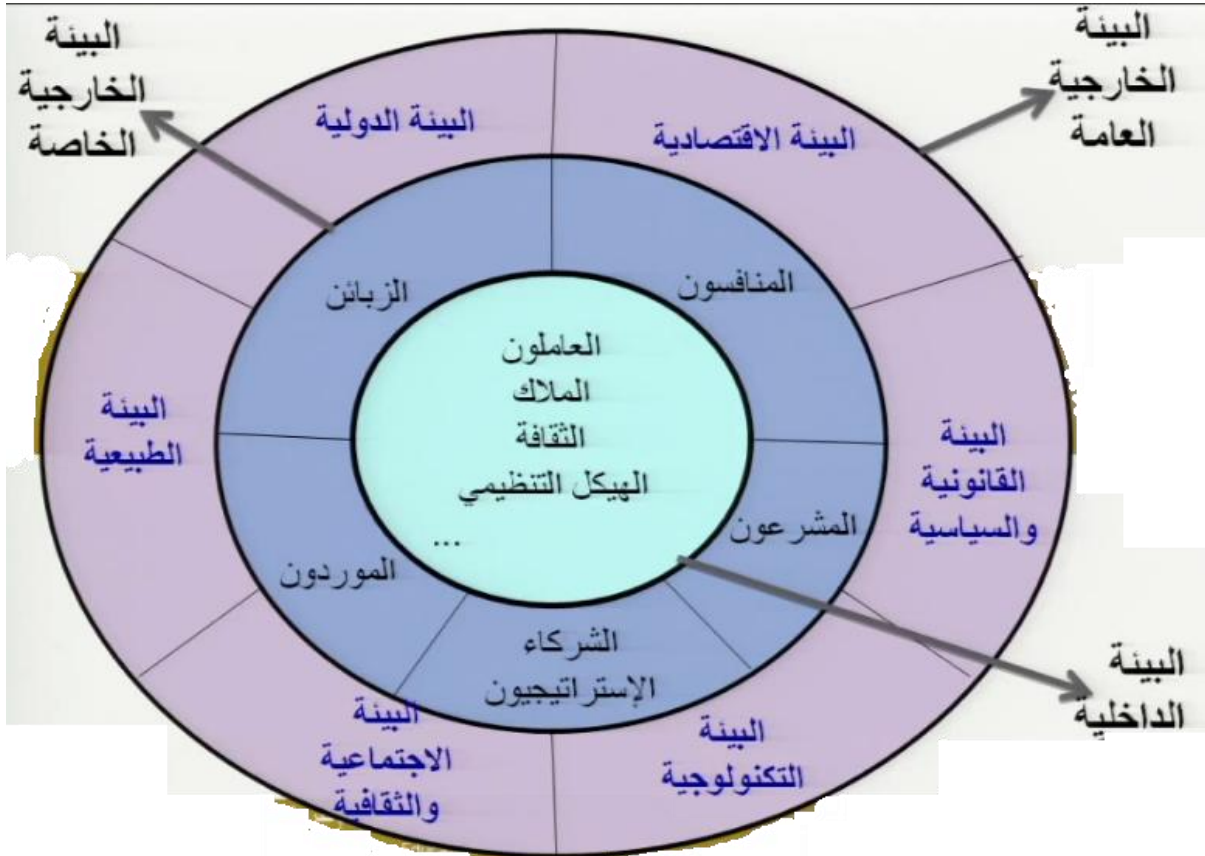 البيئة
الخارجية
العامة
البيئة
الخارجية
الخاصة
البيئة الاقتصادية
البيئة الدولية
المنافسون
الزبائن
العاملون
الملاك
الثقافة
الهيكل التنظيمي
...
البيئة
القانونية
والسياسية
البيئة
الطبيعية
المشرعون
الموردون
الشركاء
الإستراتيجيون
البيئة
الداخلية
البيئة
التكنولوجية
البيئة
الاجتماعية
والثقافية